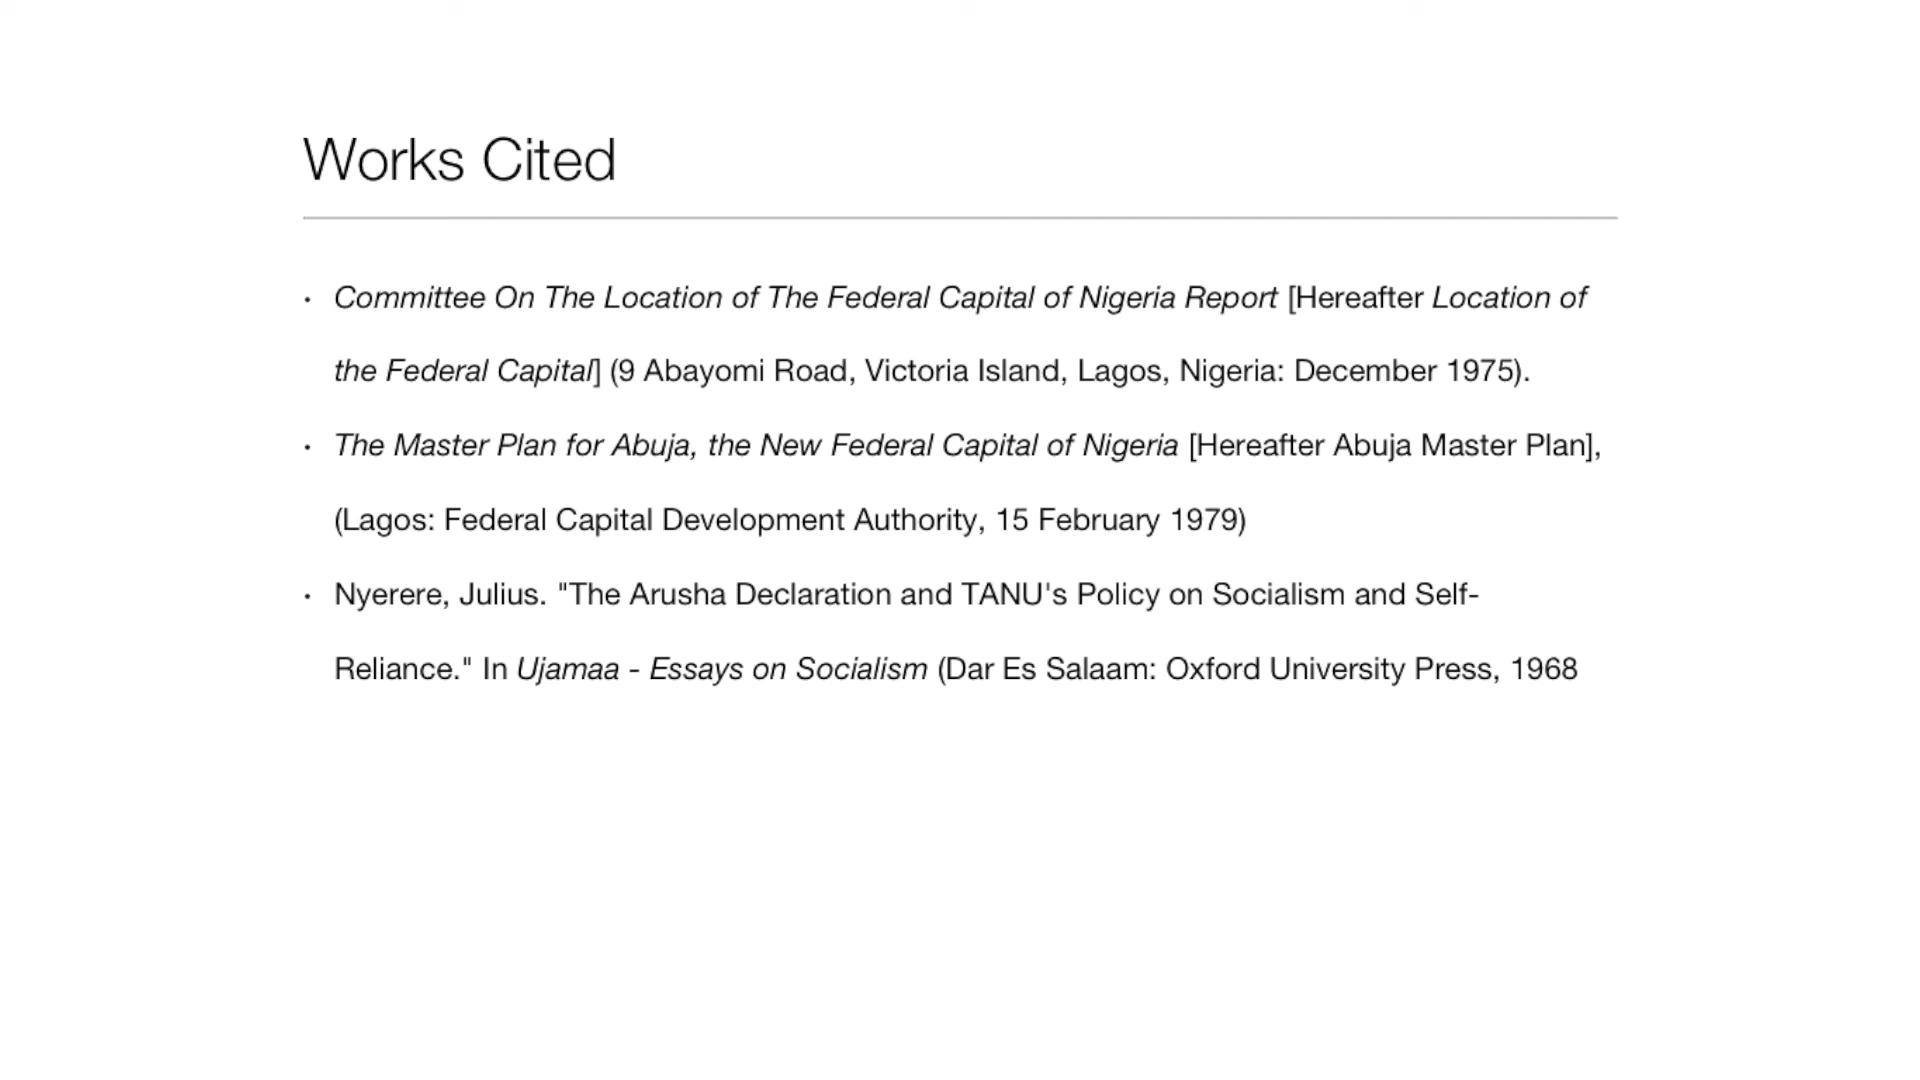 Works Cited
• Committee On The Location of The Federal Capital of Nigeria Report [Hereafter Location of
the Federal Capital] (9 Abayomi Road, Victoria Island, Lagos, Nigeria: December 1975).
• The Master Plan for Abuja, the New Federal Capital of Nigeria [Hereafter Abuja Master Plan],
(Lagos: Federal Capital Development Authority, 15 February 1979)
• Nyerere, Julius. "The Arusha Declaration and TANU's Policy on Socialism and Self-
Reliance." In Ujamaa - Essays on Socialism (Dar Es Salaam: Oxford University Press, 1968